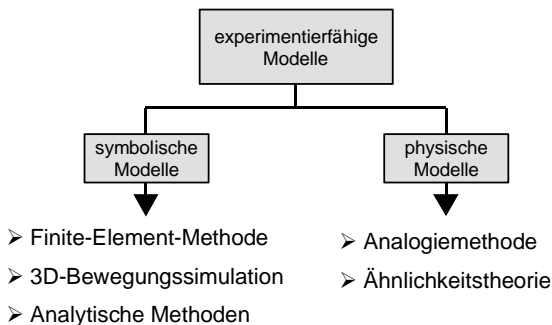 experimentierfähige
Modelle
symbolische
Modelle
physische
Modelle
➢ Finite-Element-Methode
➢ 3D-Bewegungssimulation
➢ Analytische Methoden
➢ Analogiemethode
➢ Ähnlichkeitstheorie